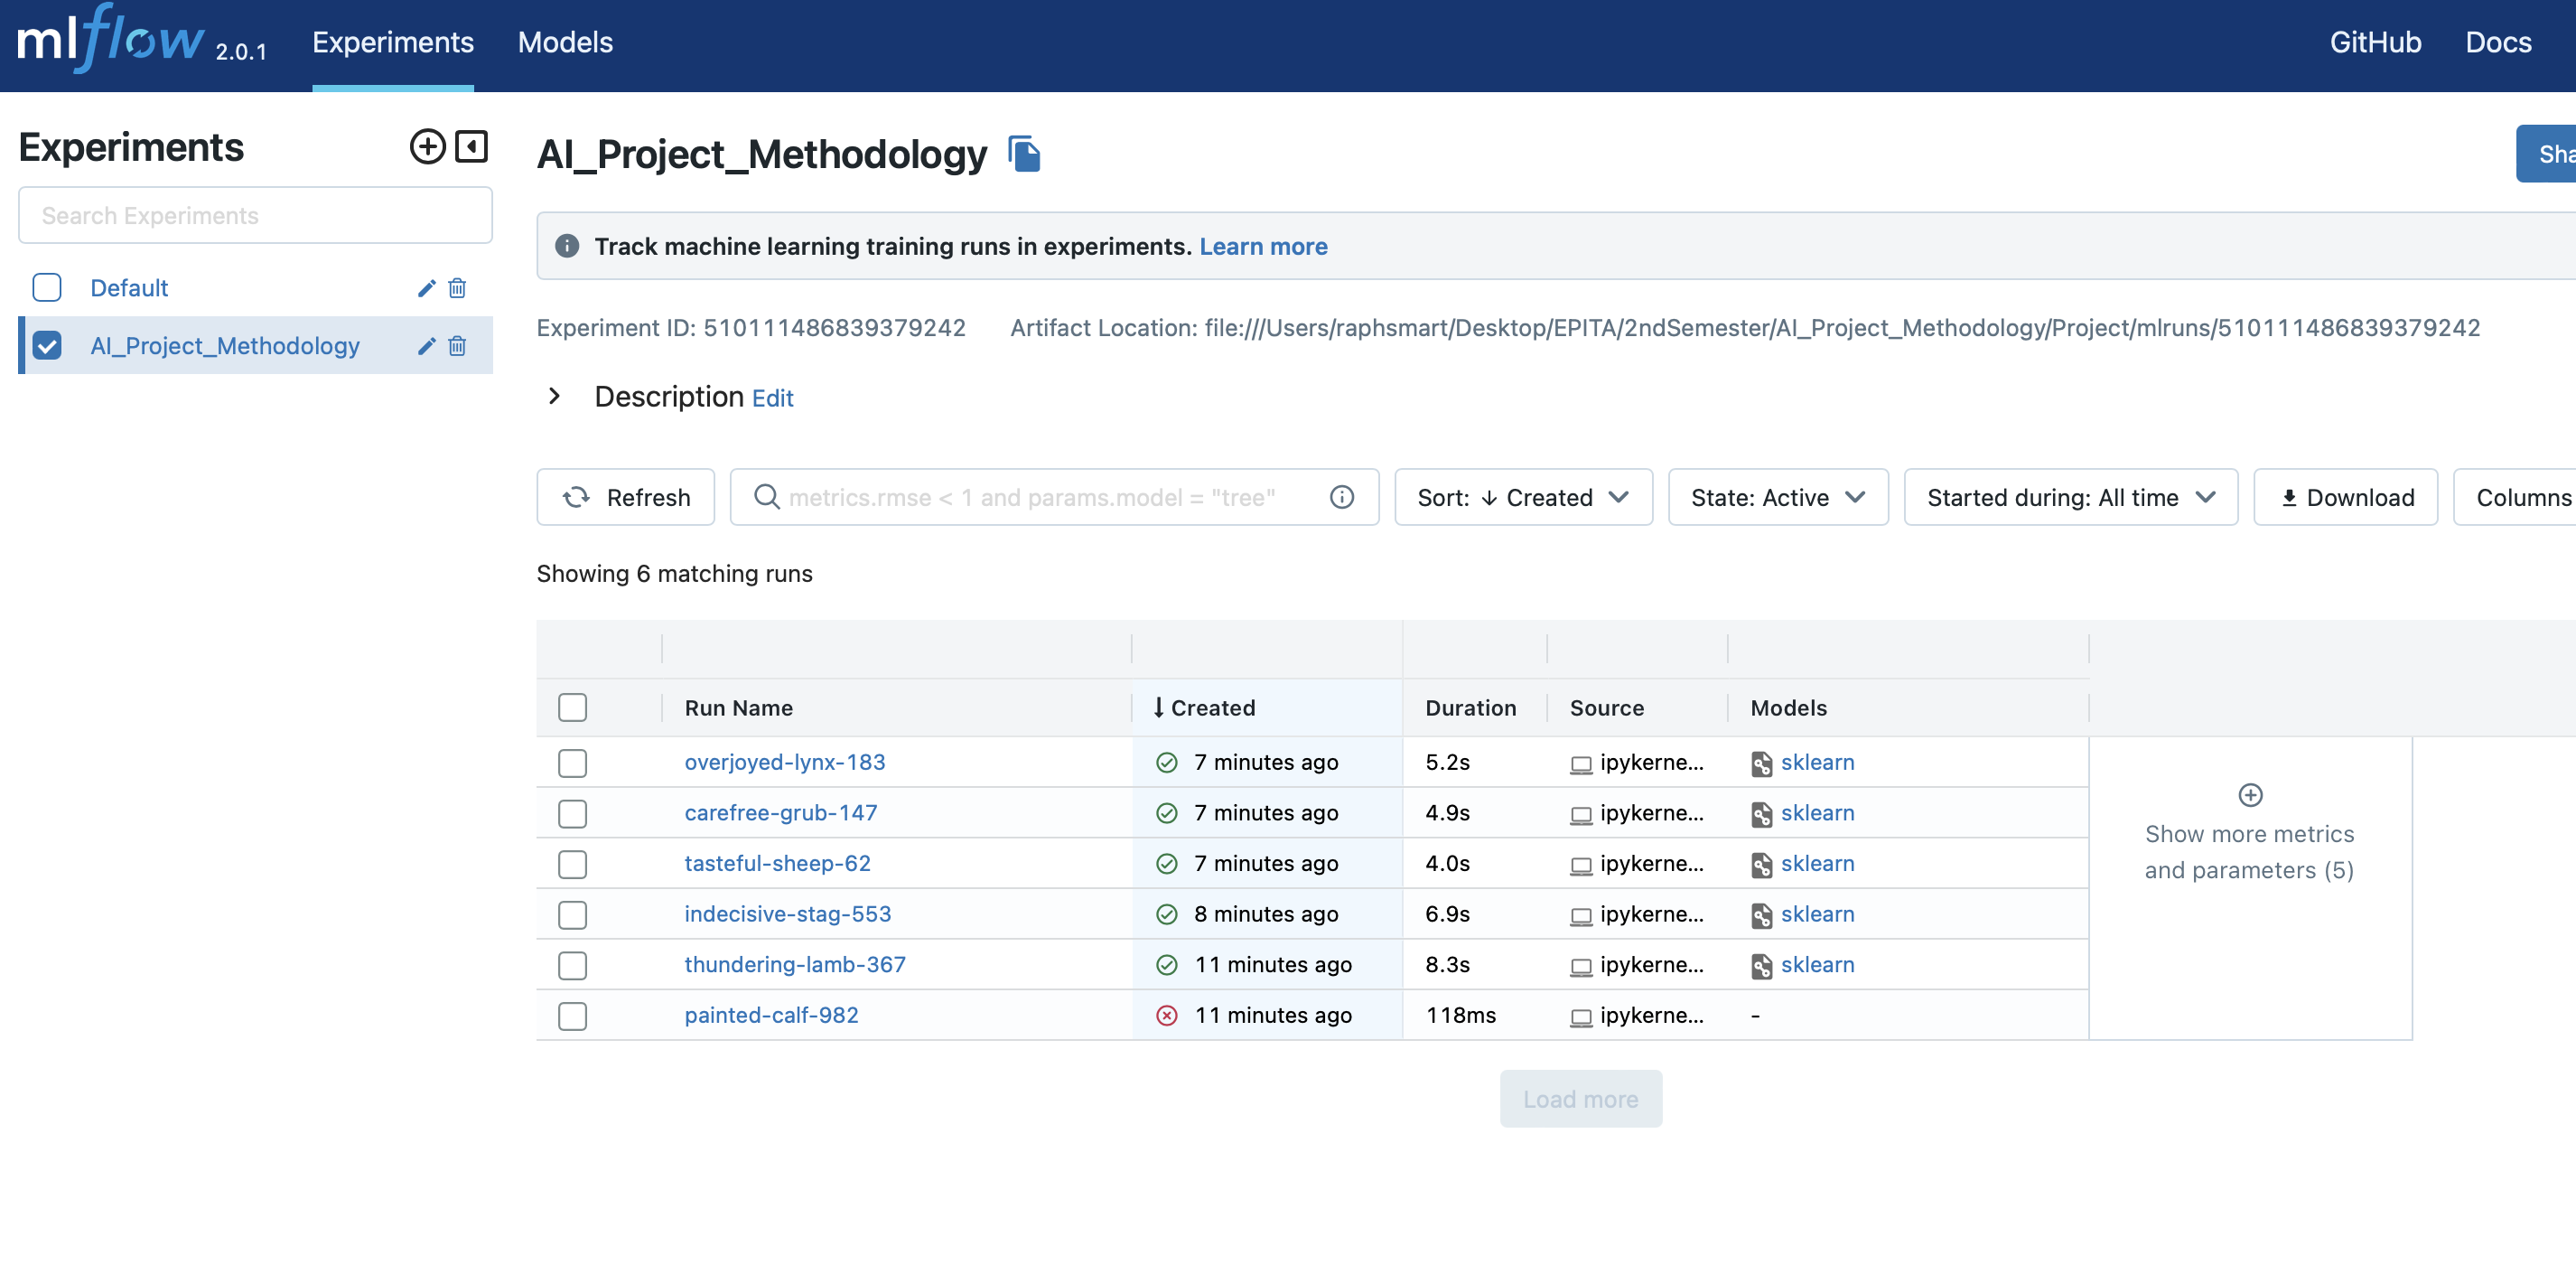 mlflow 2.0.1 Experiments Models GitHub Docs
Experiments
Search Experiments
Default
AI_Project_Methodology
AI_Project_Methodology
Sha
Track machine learning training runs in experiments. Learn more
Experiment ID: 510111486839379242 Artifact Location: file:///Users/raphsmart/Desktop/EPITA/2ndSemester/AI_Project_Methodology/Project/mlruns/510111486839379242
Description Edit
Refresh metrics.rmse < 1 and params.model = "tree" Sort: ↓ Created State: Active Started during: All time Download Columns
Showing 6 matching runs
Run Name ↓ Created Duration Source Models
overjoyed-lynx-183 7 minutes ago 5.2s ipykerne... sklearn
carefree-grub-147 7 minutes ago 4.9s ipykerne... sklearn
tasteful-sheep-62 7 minutes ago 4.0s ipykerne... sklearn
indecisive-stag-553 8 minutes ago 6.9s ipykerne... sklearn
thundering-lamb-367 11 minutes ago 8.3s ipykerne... sklearn
painted-calf-982 11 minutes ago 118ms ipykerne... -
Show more metrics
and parameters (5)
Load more